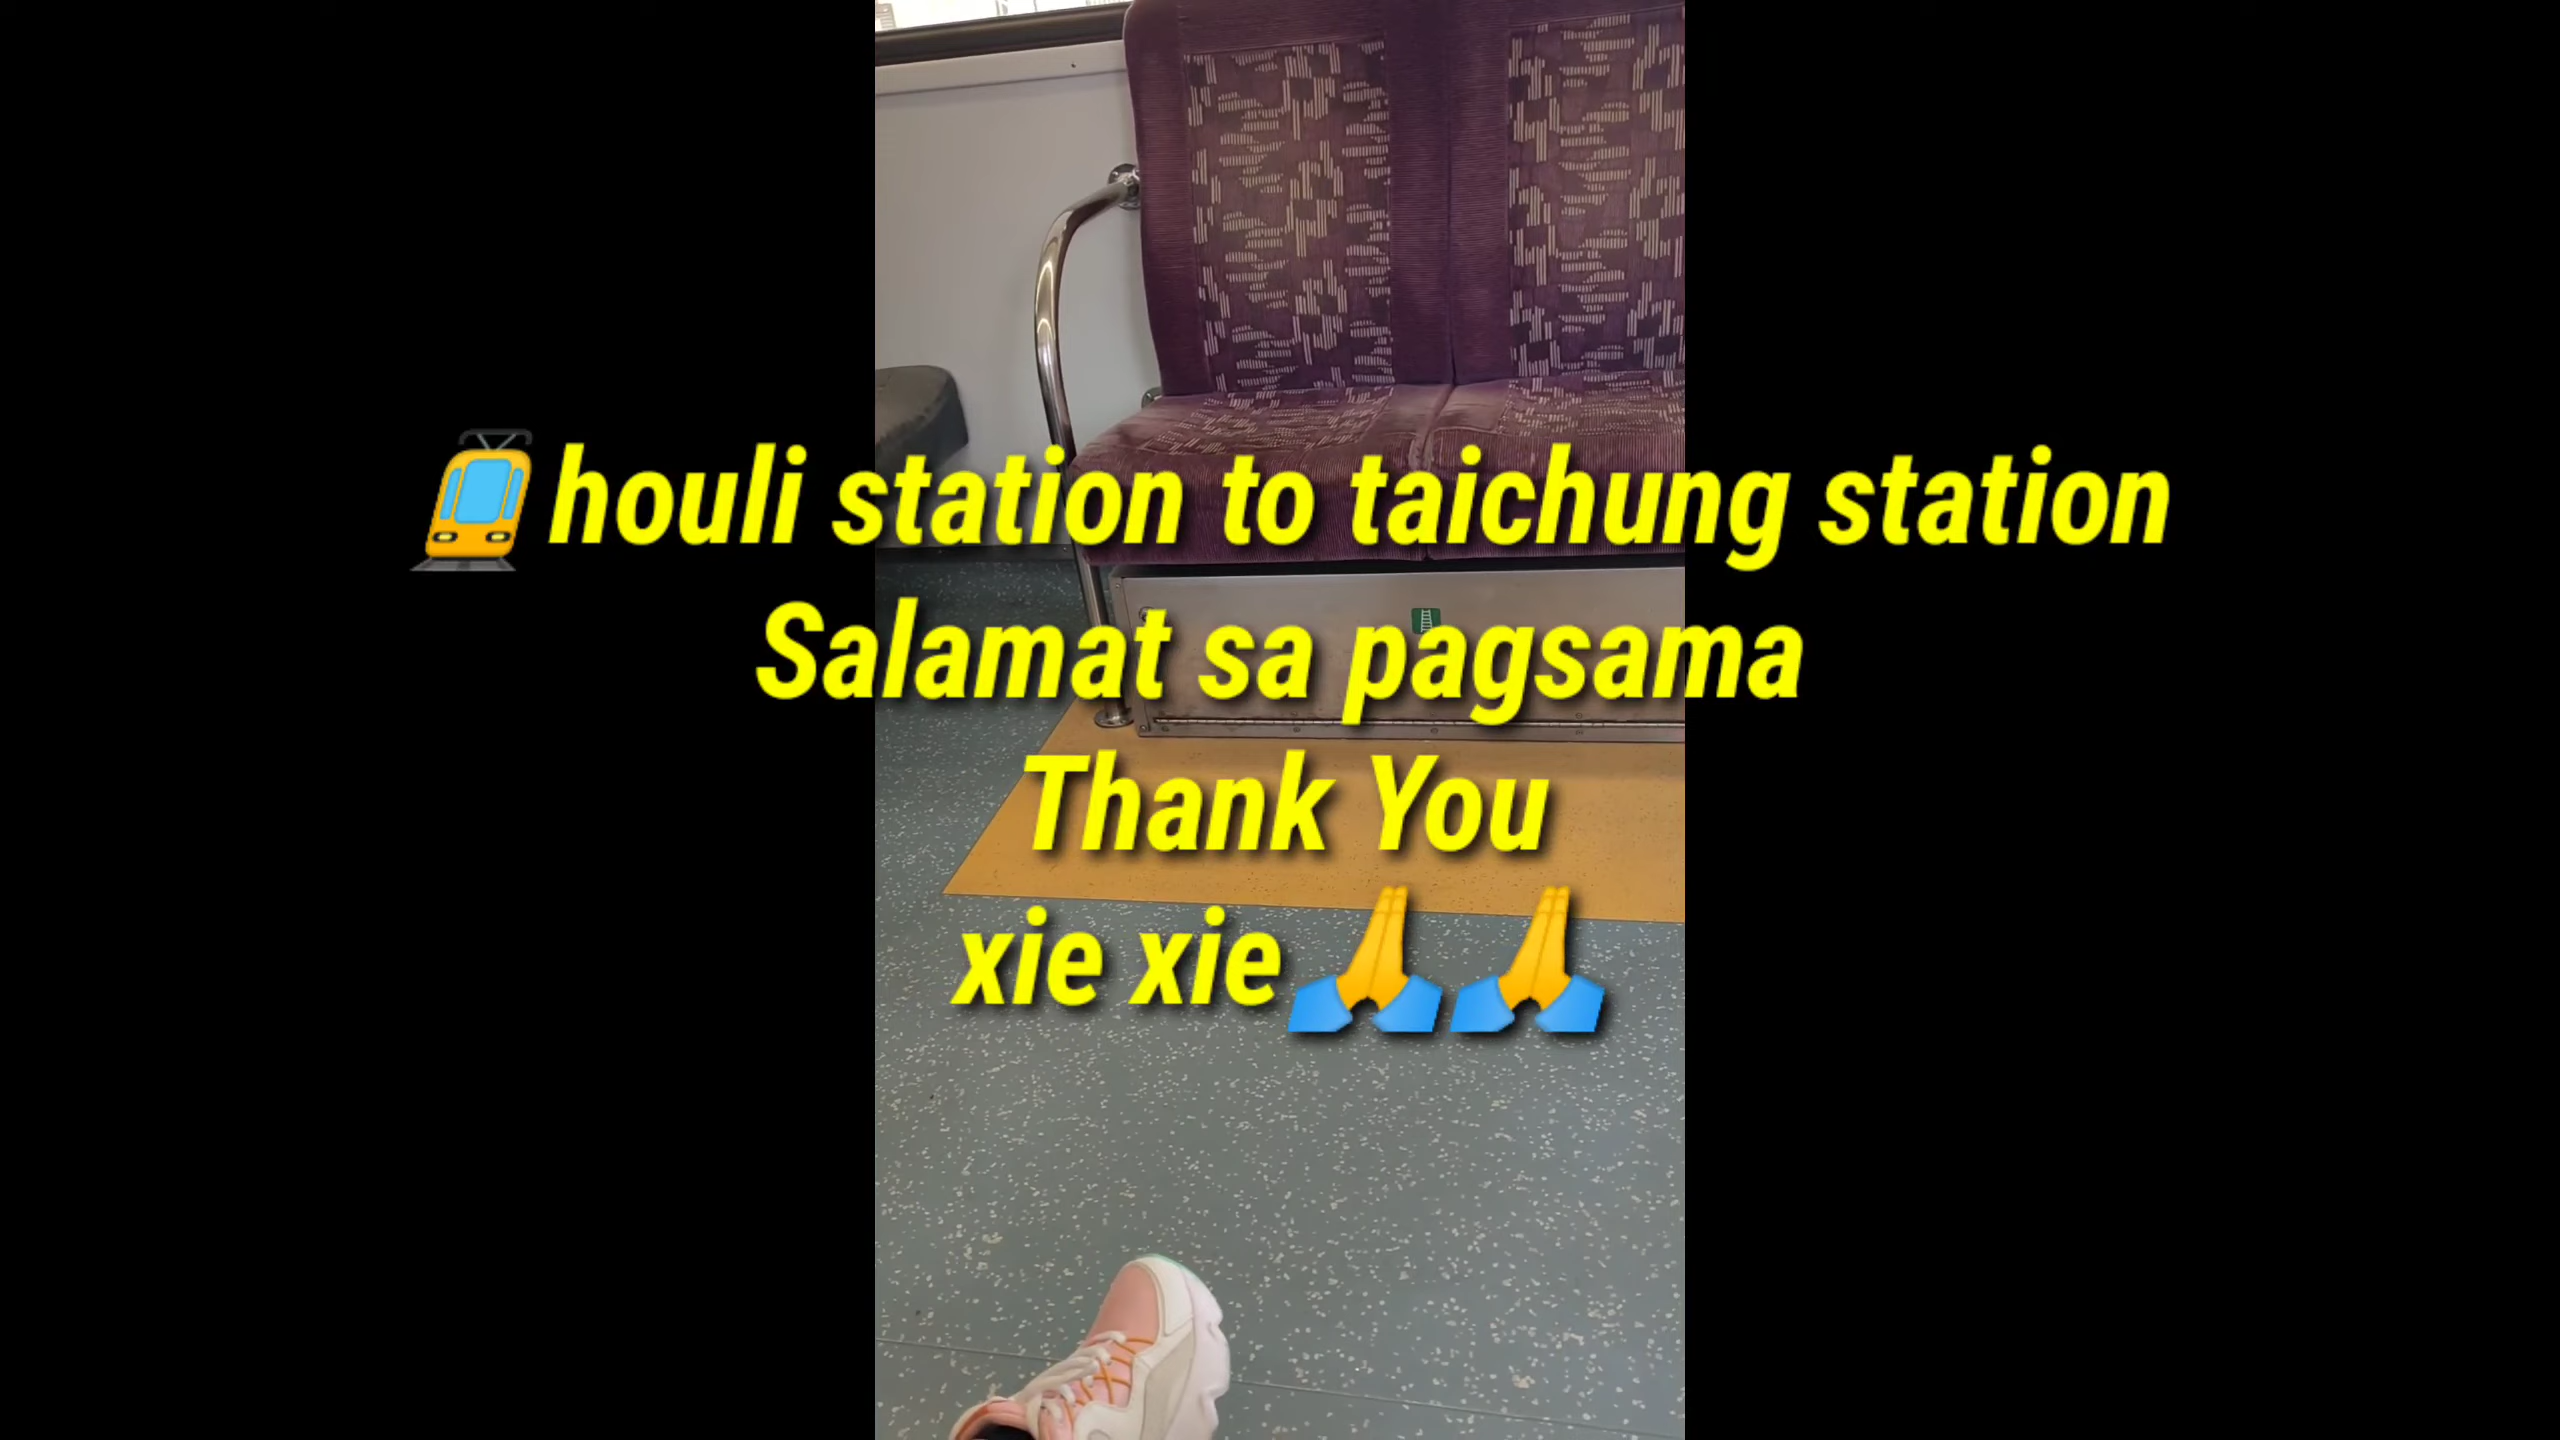 🚊houli station to taichung station
Salamat sa pagsama
Thank You
xie xie🙏🙏